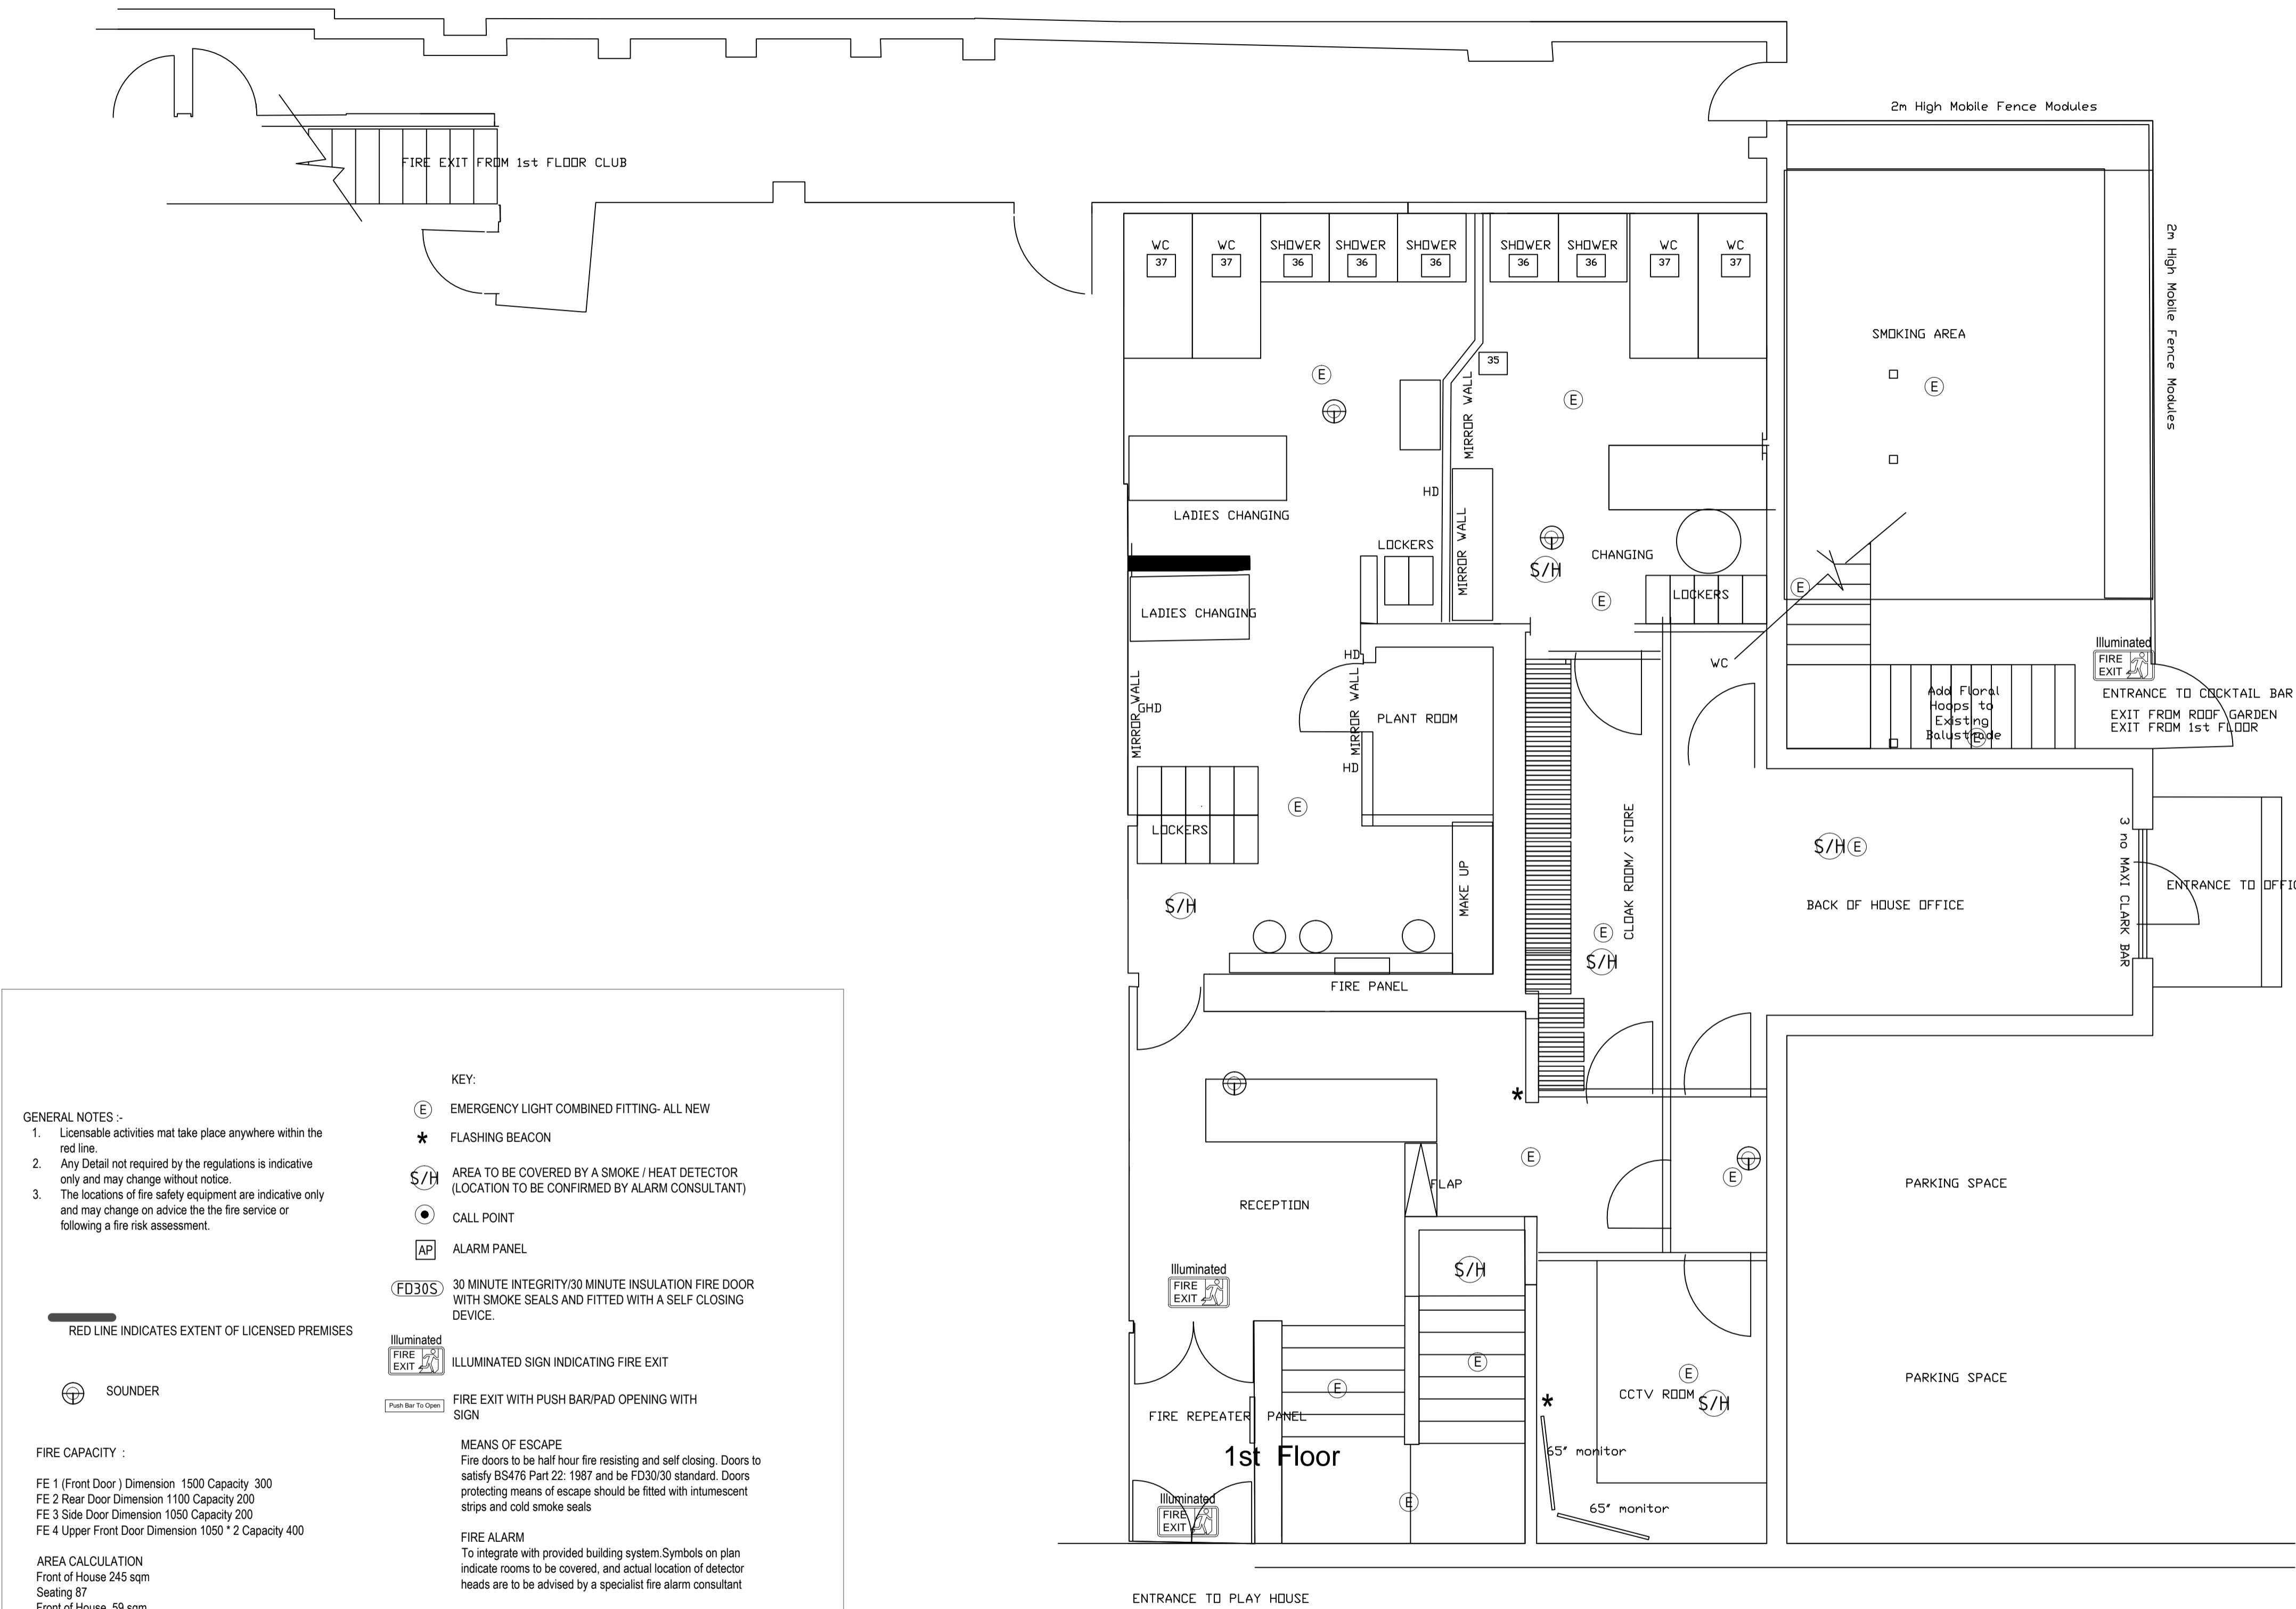 2m High Mobile Fence Modules
FIRE EXIT FROM 1st FLOOR CLUB
WC
37
WC
37
SHOWER
36
SHOWER
36
SHOWER
36
SHOWER
36
SHOWER
36
WC
37
WC
37
2m High Mobile Fence Modules
SMOKING AREA
E
E
35
E
MIRROR WALL
HD
LADIES CHANGING
MIRROR WALL
LOCKERS
CHANGING
S/H
E
LOCKERS
E
LADIES CHANGING
HD
WC
Illuminated
FIRE
EXIT
MIRROR WALL
GHD
MIRROR WALL
PLANT ROOM
Add Floral
Hoops to
Existing
Balustrade
E
ENTRANCE TO COCKTAIL BAR
EXIT FROM ROOF GARDEN
EXIT FROM 1st FLOOR
HD
E
LOCKERS
MAKE UP
CLOAK ROOM/ STORE
S/H
E
3 no MAXI CLARK BAR
ENTRANCE TO
BACK OF HOUSE OFFICE
S/H
E
S/H
FIRE PANEL
*
E
E
FLAP
RECEPTION
PARKING SPACE
S/H
Illuminated
FIRE
EXIT
E
E
E
CCTV ROOM
S/H
PARKING SPACE
*
FIRE REPEATER PANEL
1st Floor
65" monitor
65" monitor
E
Illuminated
FIRE
EXIT
ENTRANCE TO PLAY HOUSE
GENERAL NOTES :-
1. Licensable activities mat take place anywhere within the
red line.
2. Any Detail not required by the regulations is indicative
only and may change without notice.
3. The locations of fire safety equipment are indicative only
and may change on advice the the fire service or
following a fire risk assessment.
RED LINE INDICATES EXTENT OF LICENSED PREMISES
SOUNDER
FIRE CAPACITY :
FE 1 (Front Door ) Dimension 1500 Capacity 300
FE 2 Rear Door Dimension 1100 Capacity 200
FE 3 Side Door Dimension 1050 Capacity 200
FE 4 Upper Front Door Dimension 1050 * 2 Capacity 400
AREA CALCULATION
Front of House 245 sqm
Seating 87
Front of House 59 sqm
KEY:
E EMERGENCY LIGHT COMBINED FITTING- ALL NEW
* FLASHING BEACON
S/H AREA TO BE COVERED BY A SMOKE / HEAT DETECTOR
(LOCATION TO BE CONFIRMED BY ALARM CONSULTANT)
CALL POINT
AP ALARM PANEL
FD30S 30 MINUTE INTEGRITY/30 MINUTE INSULATION FIRE DOOR
WITH SMOKE SEALS AND FITTED WITH A SELF CLOSING
DEVICE.
Illuminated
FIRE
EXIT
ILLUMINATED SIGN INDICATING FIRE EXIT
Push Bar To Open
FIRE EXIT WITH PUSH BAR/PAD OPENING WITH
SIGN
MEANS OF ESCAPE
Fire doors to be half hour fire resisting and self closing. Doors to
satisfy BS476 Part 22: 1987 and be FD30/30 standard. Doors
protecting means of escape should be fitted with intumescent
strips and cold smoke seals
FIRE ALARM
To integrate with provided building system.Symbols on plan
indicate rooms to be covered, and actual location of detector
heads are to be advised by a specialist fire alarm consultant